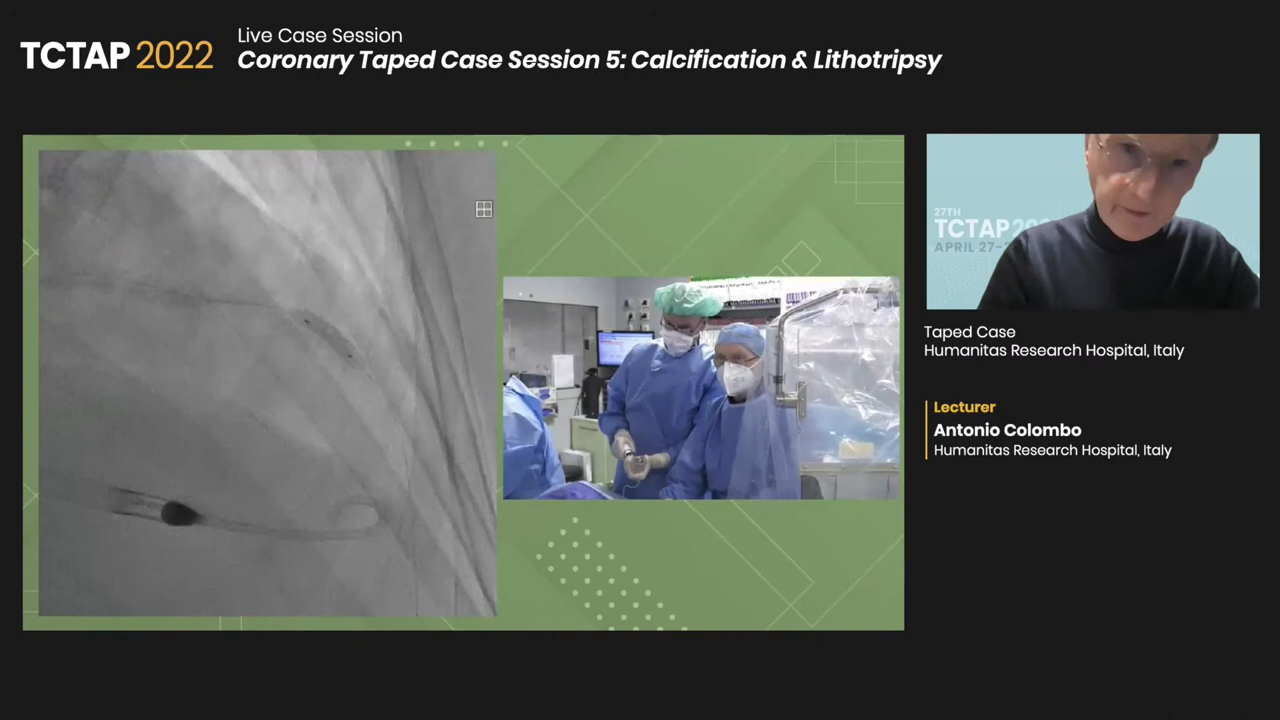 TCTAP 2022
Live Case Session
Coronary Taped Case Session 5: Calcification & Lithotripsy
27TH
TCTAP
APRIL 27-
Taped Case
Humanitas Research Hospital, Italy
Lecturer
Antonio Colombo
Humanitas Research Hospital, Italy